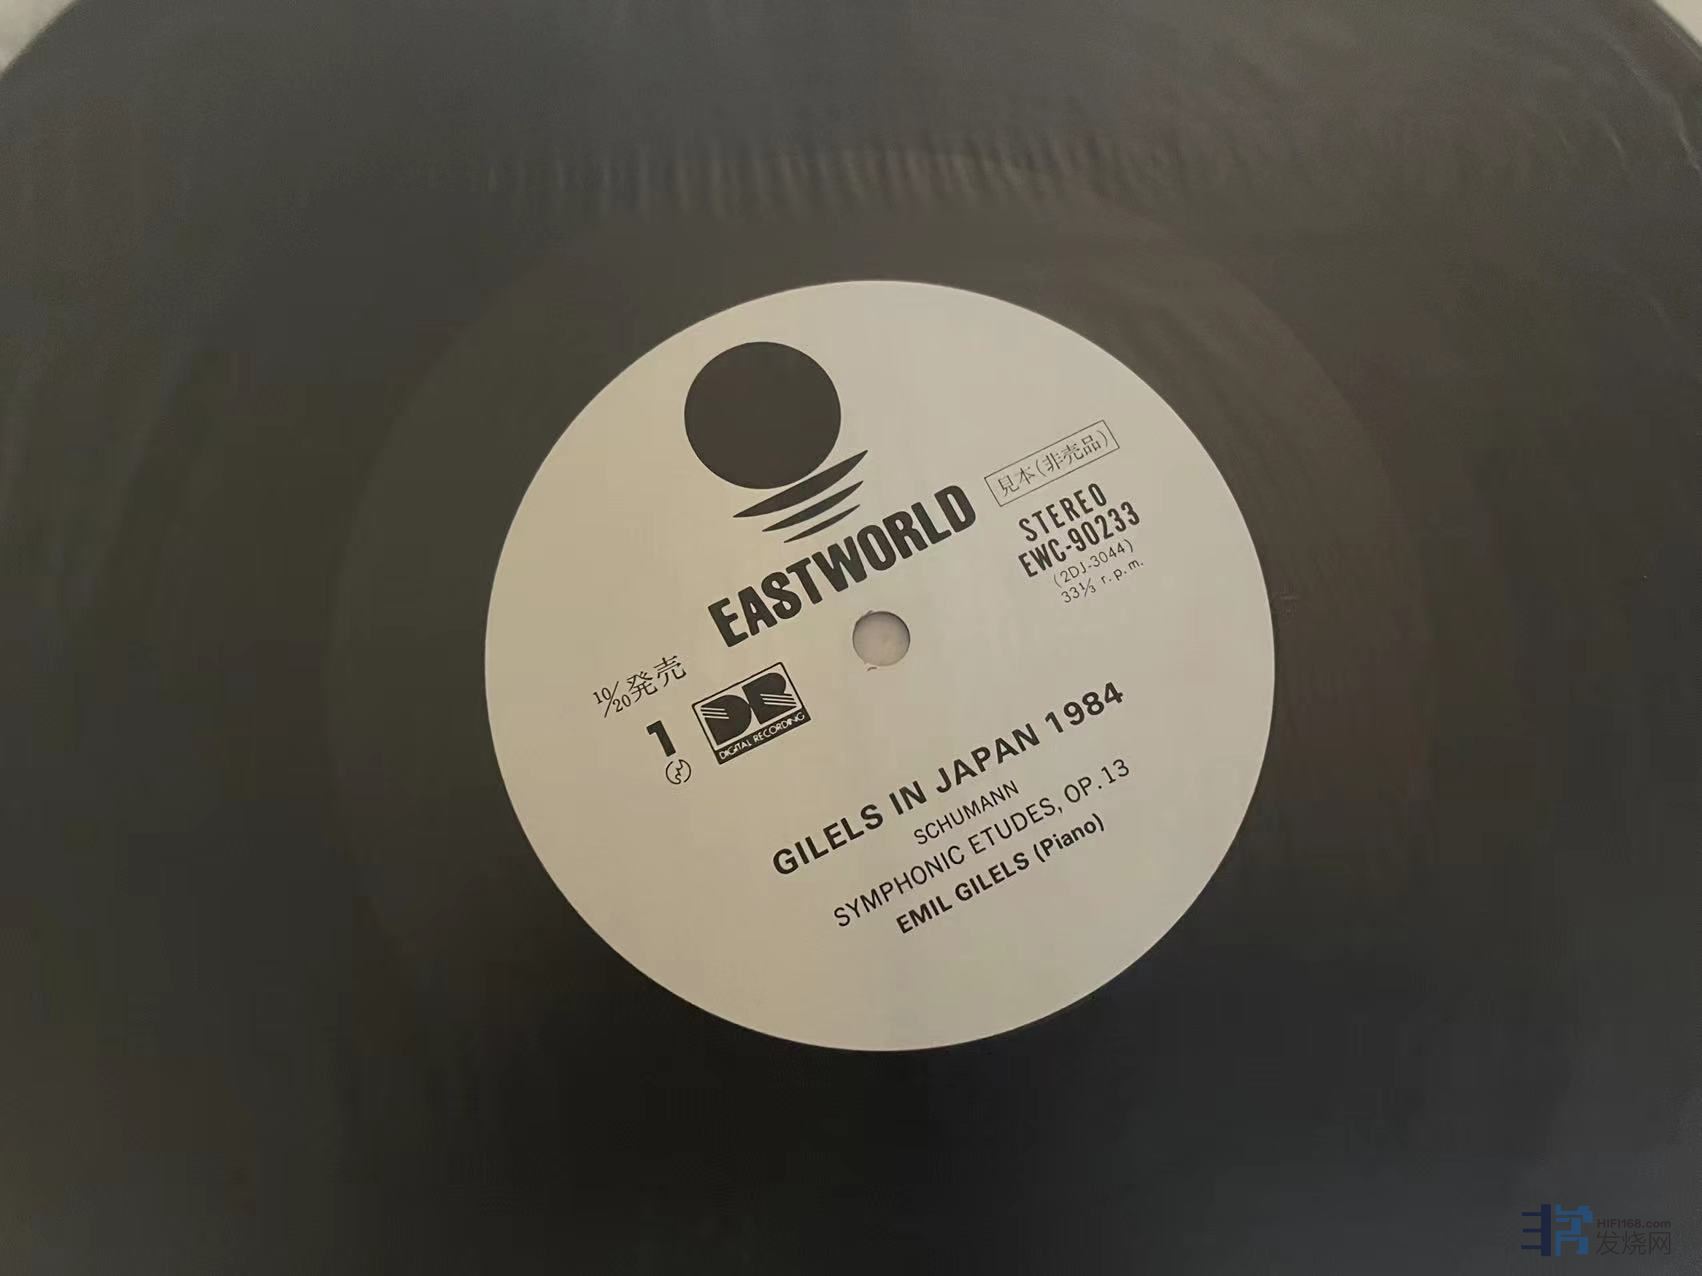 EASTWORLD
見本(非売品)
STEREO
EWC-90233
(2DJ-3044)
33⅓ r.p.m.
10/20発売
1
DR
DIGITAL RECORDING
GILELS IN JAPAN 1984
SCHUMANN
SYMPHONIC ETUDES, OP.13
EMIL GILELS (Piano)
HIFI168.com
发烧网